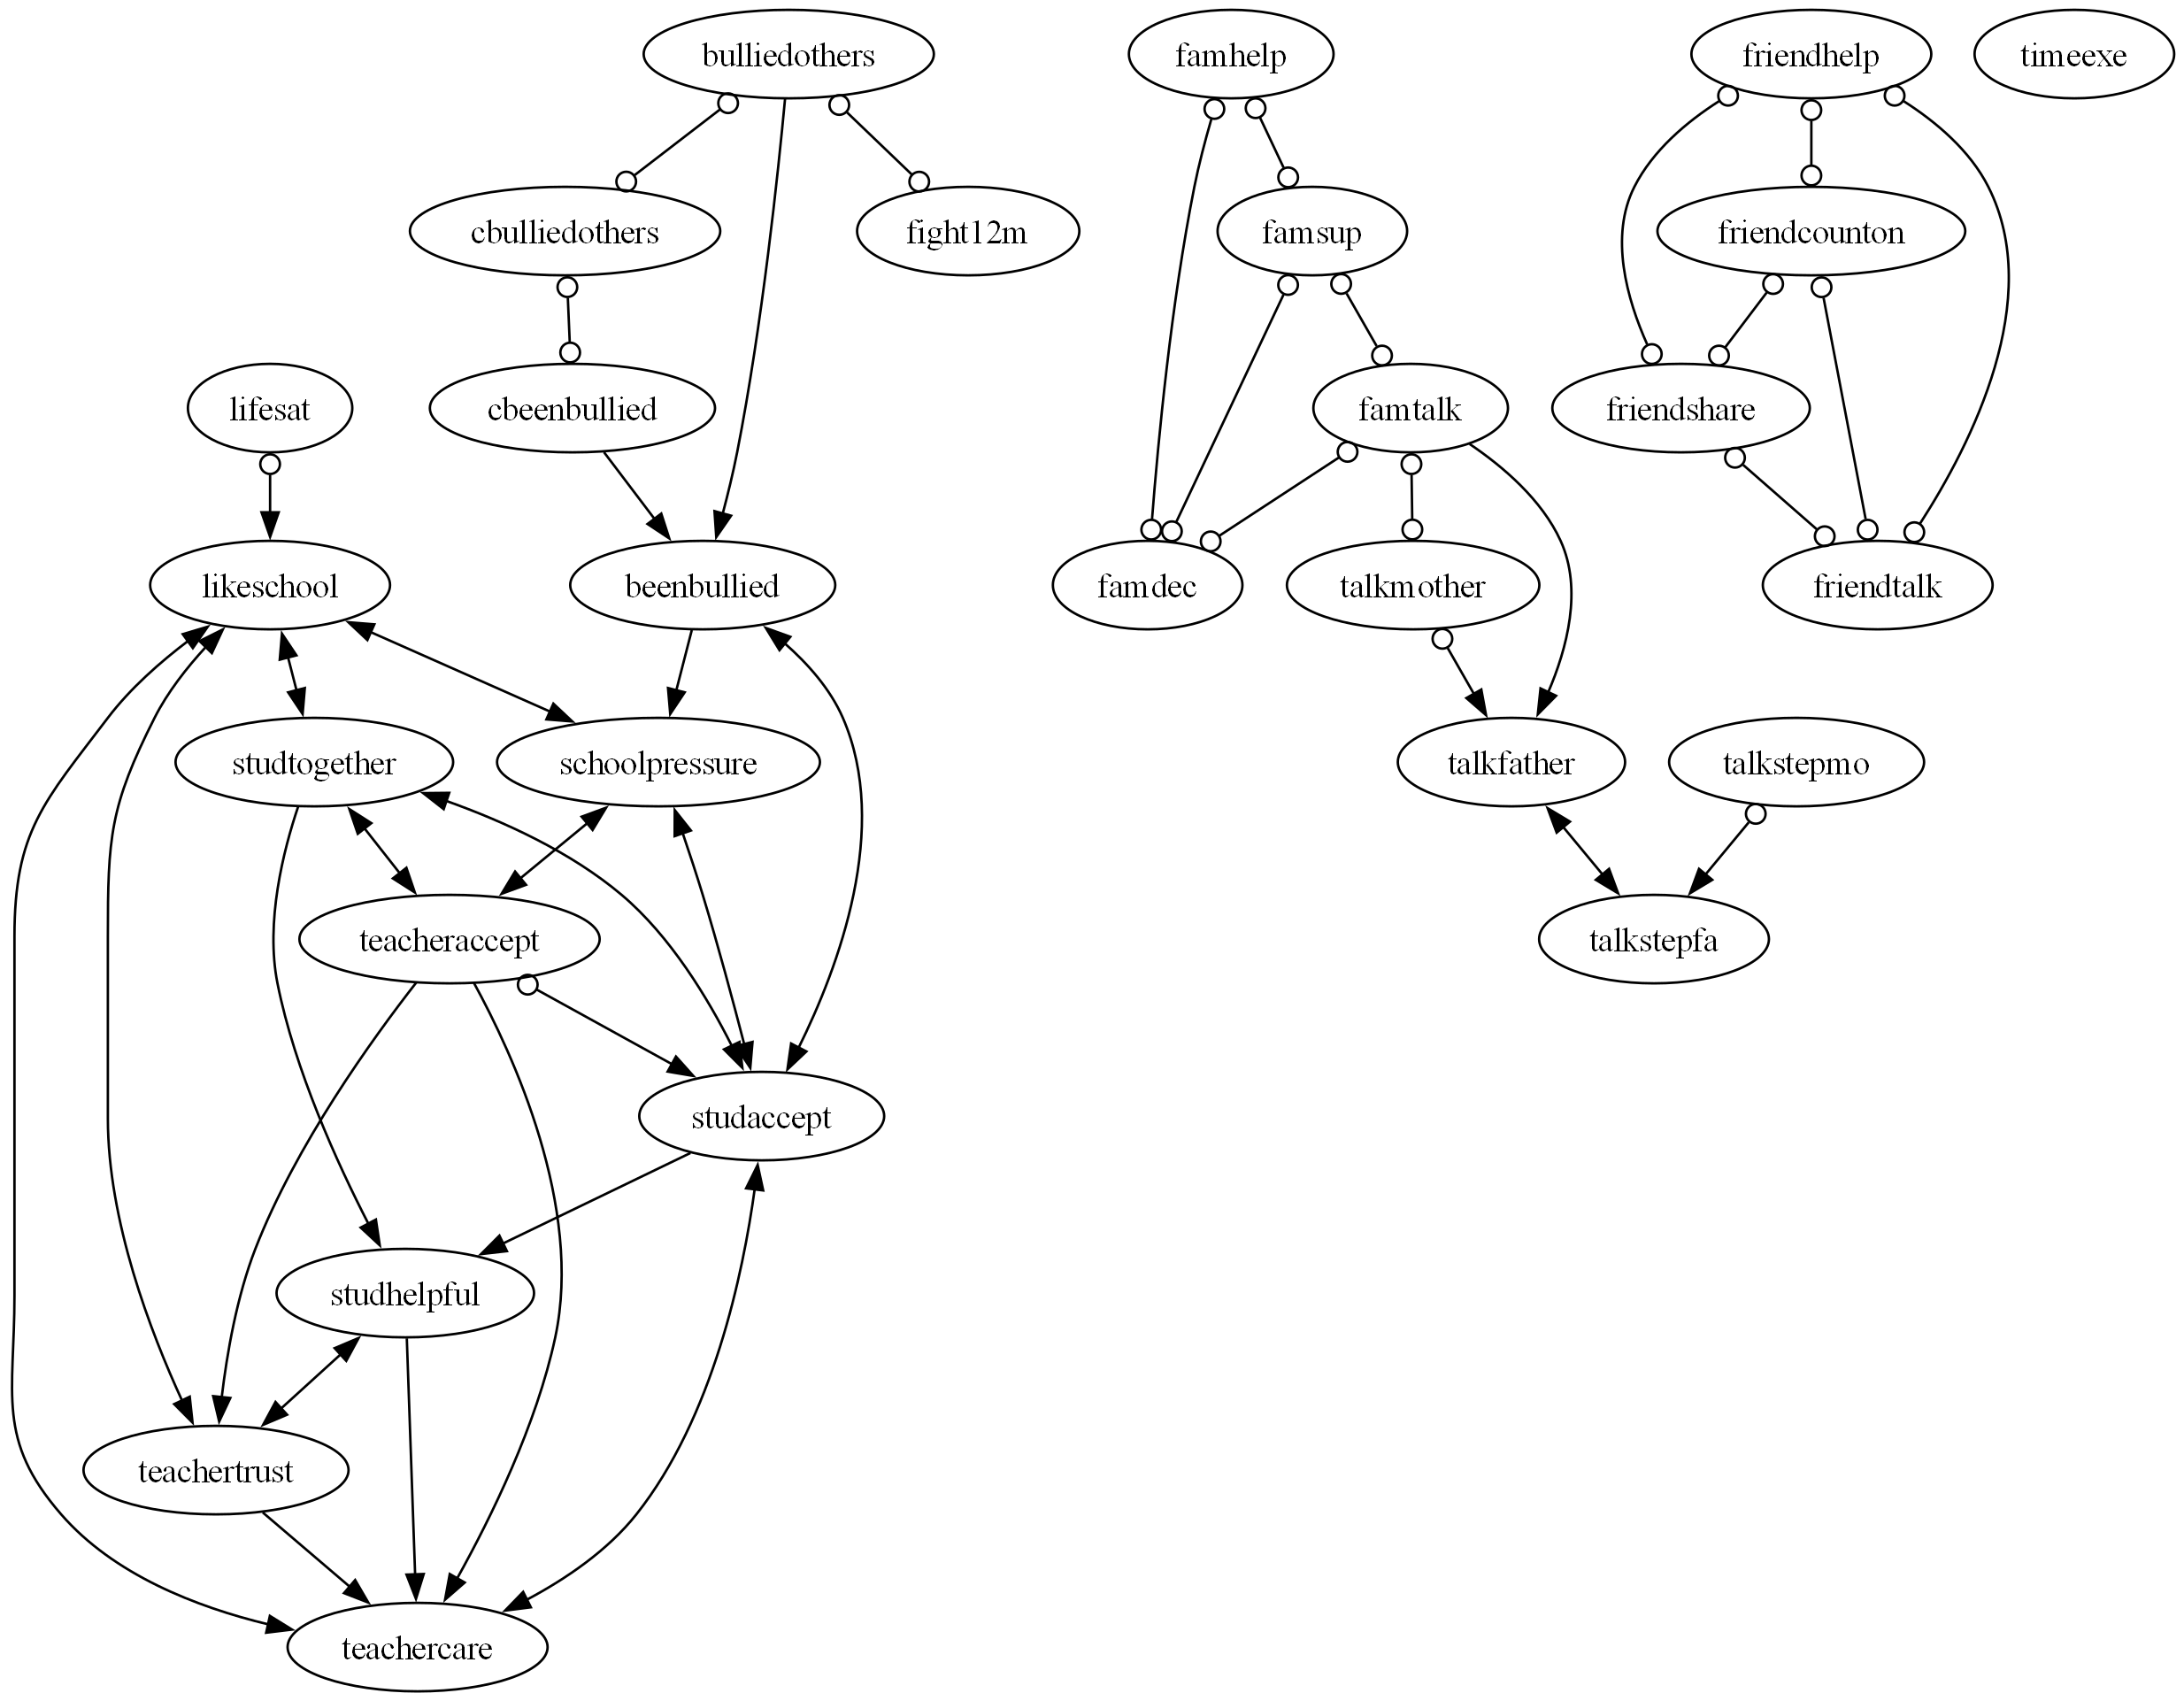 bulliedothers
famhelp
friendhelp
timeexe
cbulliedothers
fight12m
famsup
friendcounton
lifesat
cbeenbullied
famtalk
friendshare
likeschool
beenbullied
famdec
talkmother
friendtalk
studtogether
schoolpressure
talkfather
talkstepmo
teacheraccept
talkstepfa
studaccept
studhelpful
teachertrust
teachercare